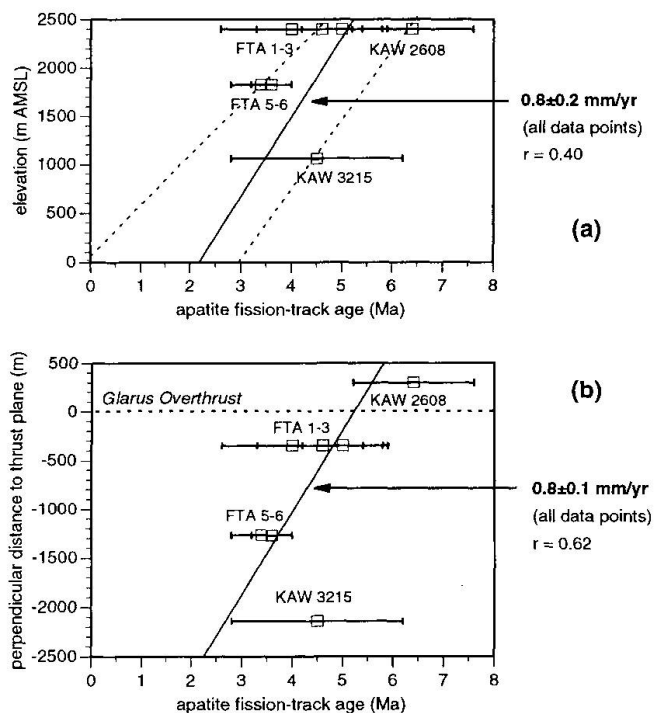 2500
2000
1500
1000
500
0
elevation (m AMSL)
FTA 1-3
KAW 2608
FTA 5-6
KAW 3215
0.8±0.2 mm/yr
(all data points)
r = 0.40
(a)
0 1 2 3 4 5 6 7 8
apatite fission-track age (Ma)
500
0
-500
-1000
-1500
-2000
-2500
perpendicular distance to thrust plane (m)
Glarus Overthrust
KAW 2608
FTA 1-3
FTA 5-6
KAW 3215
(b)
0.8±0.1 mm/yr
(all data points)
r = 0.62
0 1 2 3 4 5 6 7 8
apatite fission-track age (Ma)